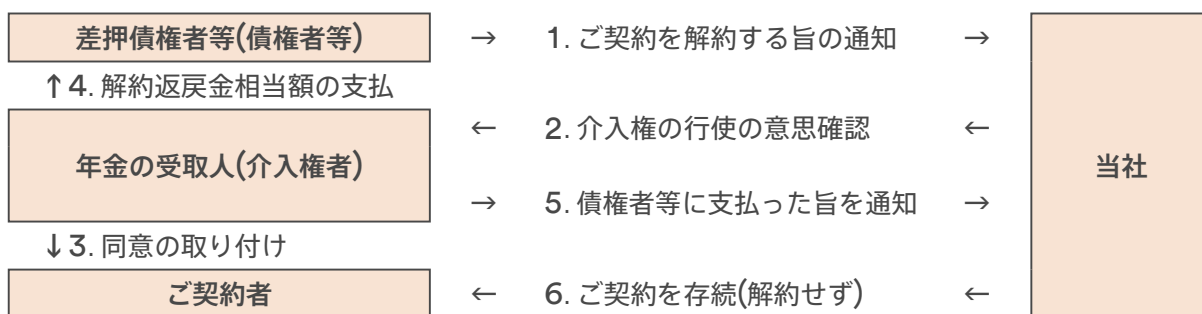 差押債権者等(債権者等) → 1. ご契約を解約する旨の通知 →
↑4. 解約返戻金相当額の支払
← 2. 介入権の行使の意思確認 ←
年金の受取人(介入権者)
当社
→ 5. 債権者等に支払った旨を通知 →
↓3. 同意の取り付け
ご契約者 ← 6. ご契約を存続(解約せず) ←